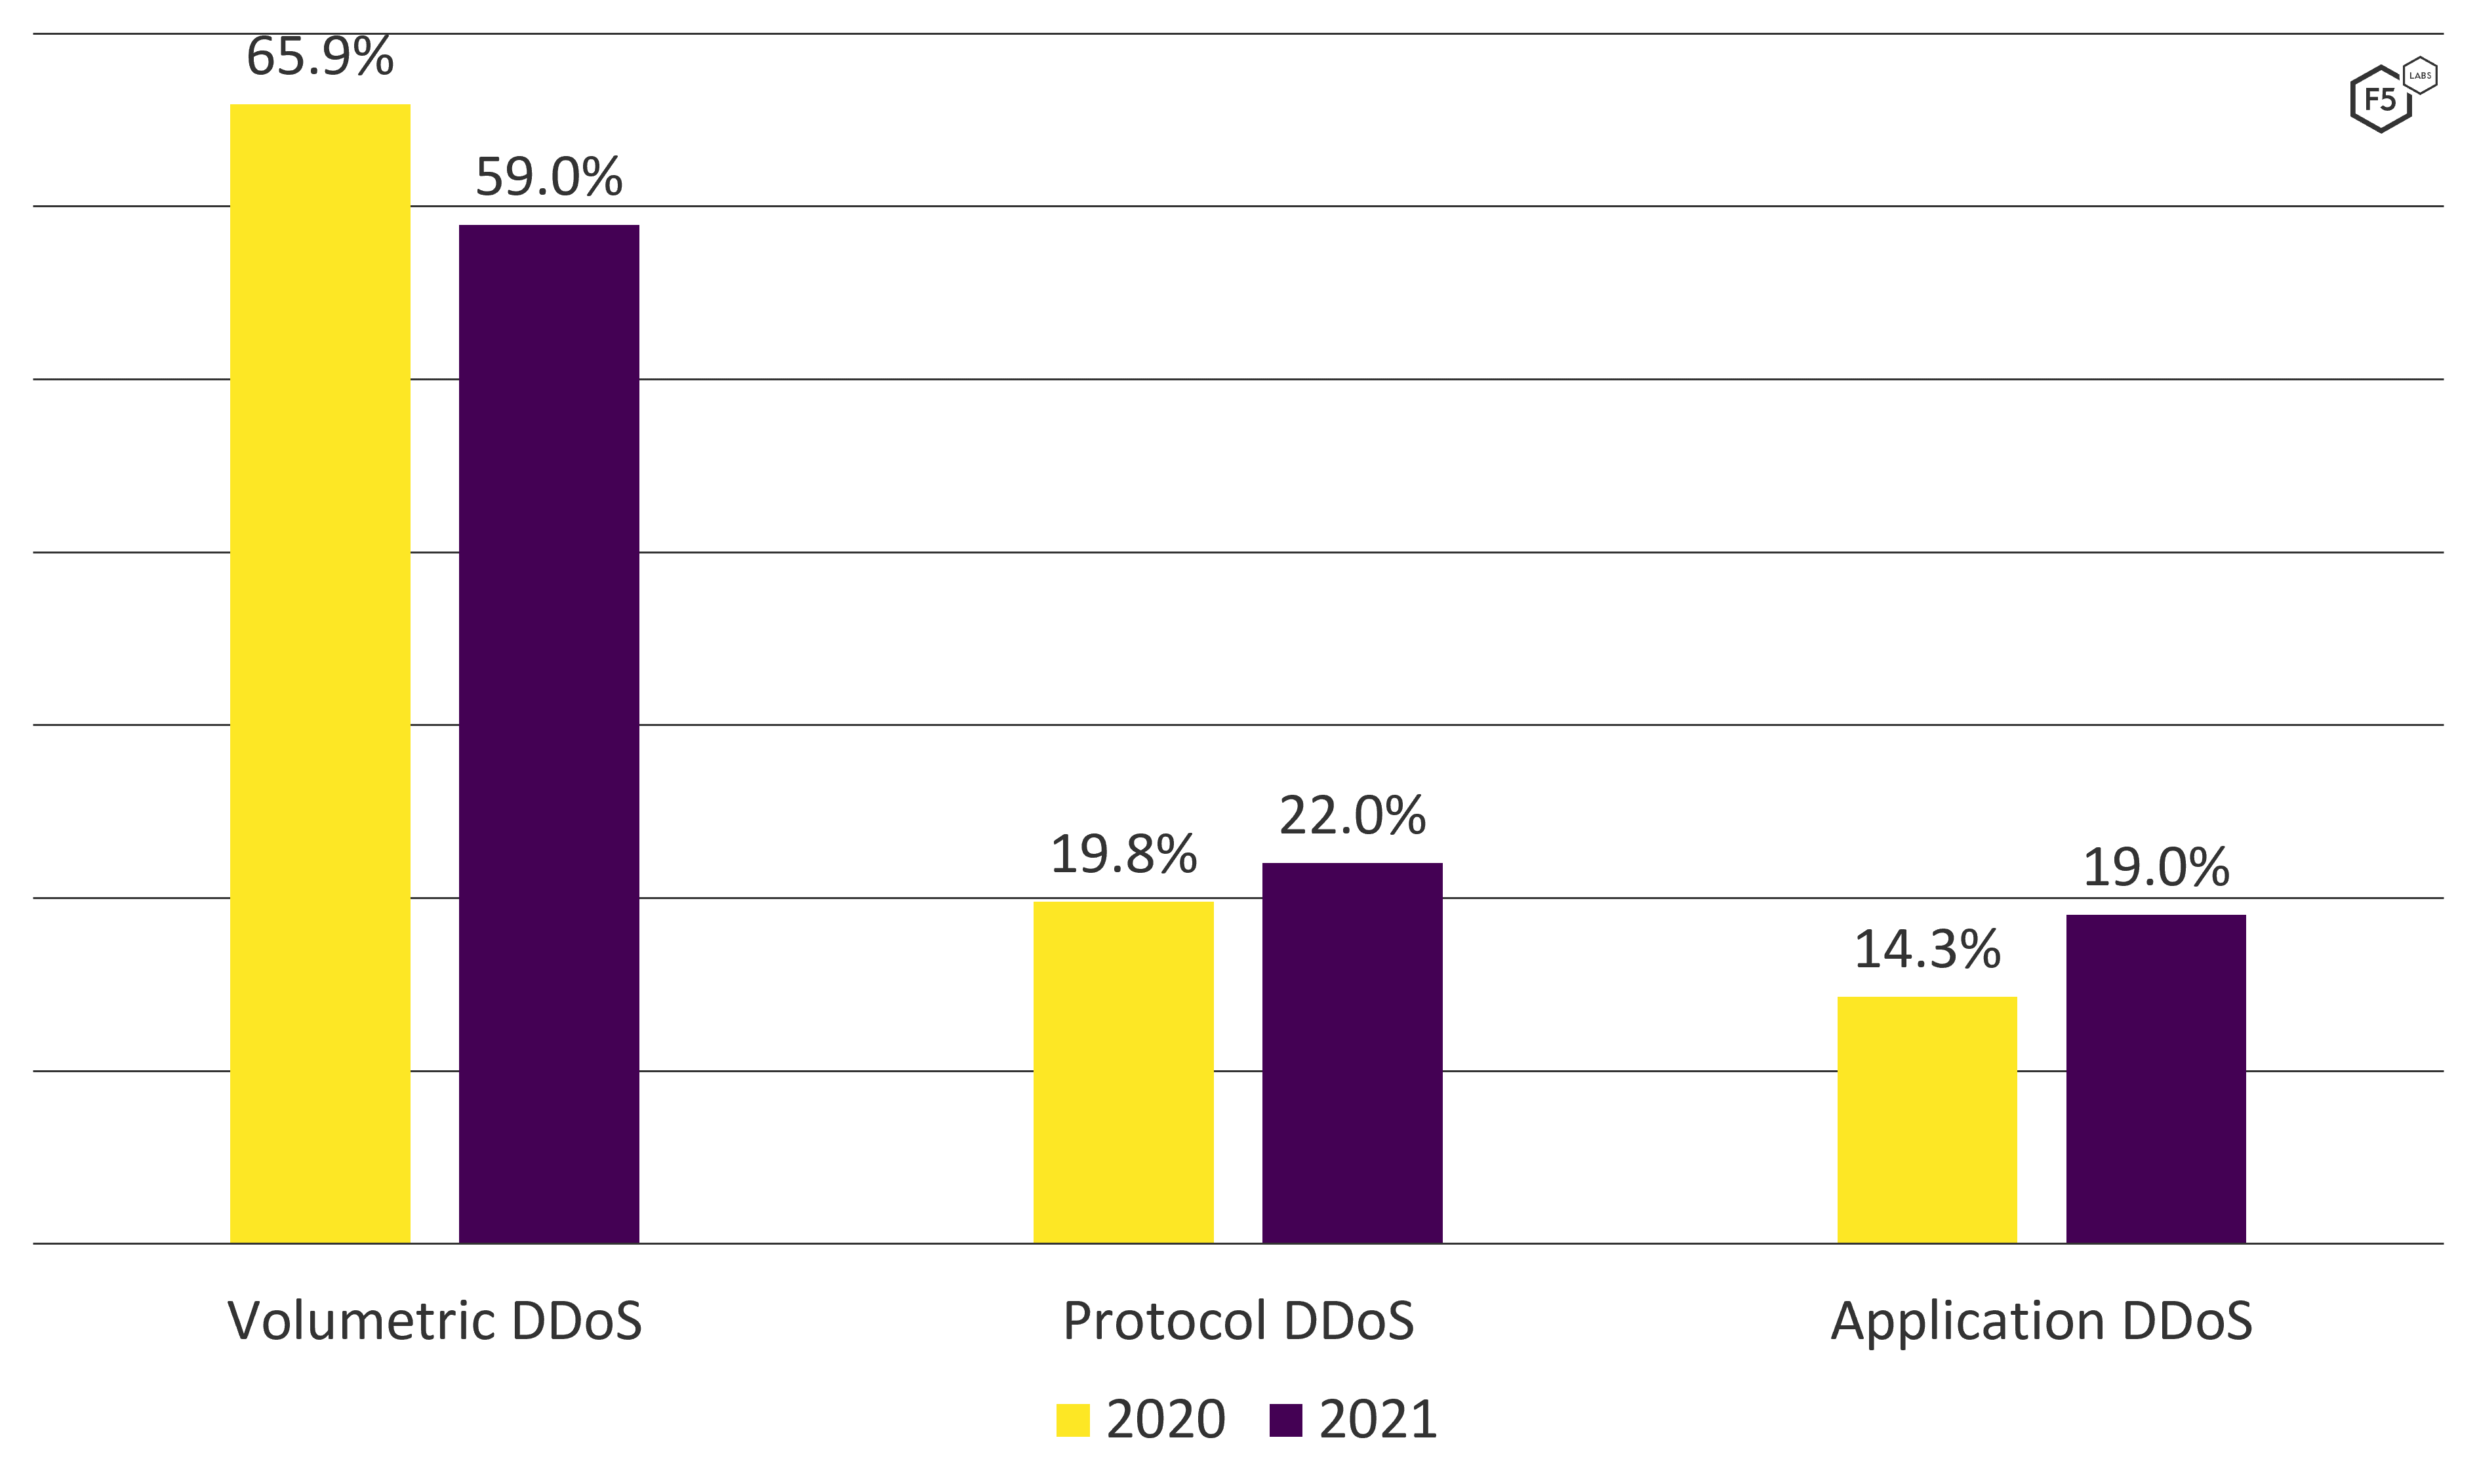 65.9%
LABS
F5
59.0%
22.0%
19.8%
19.0%
14.3%
Volumetric DDoS Protocol DDoS Application DDoS
2020 2021